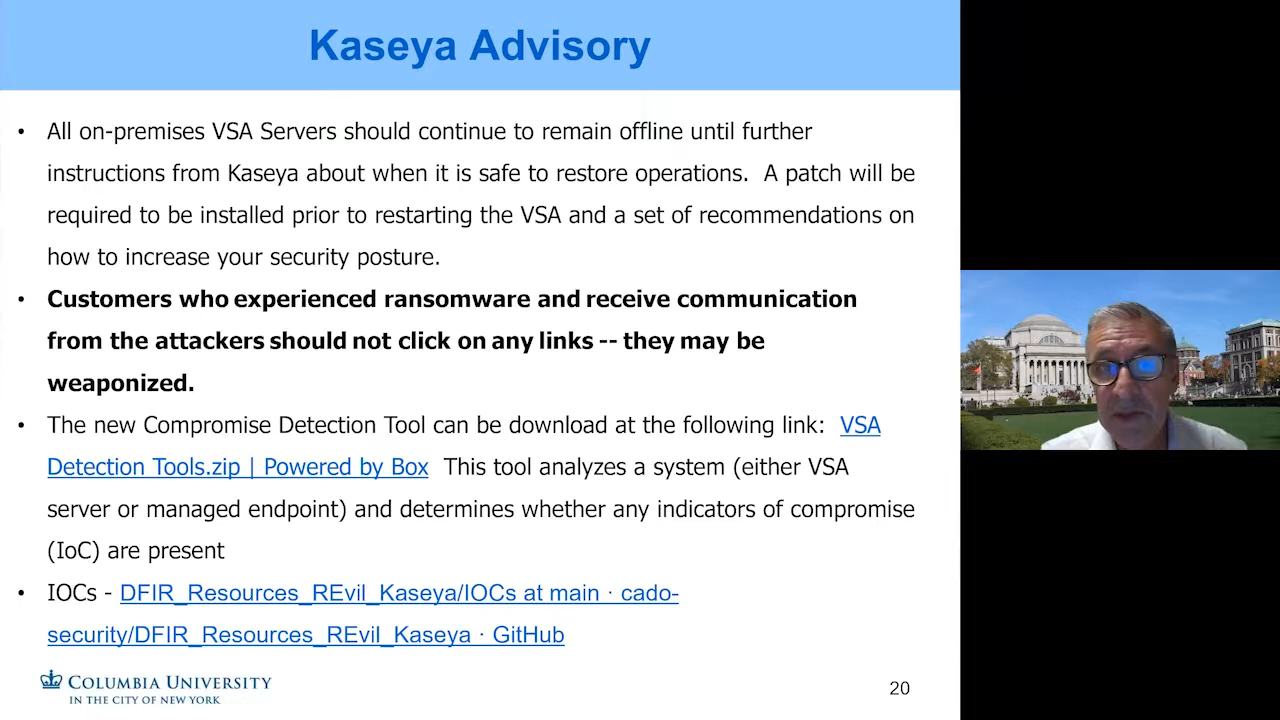 Kaseya Advisory
• All on-premises VSA Servers should continue to remain offline until further
instructions from Kaseya about when it is safe to restore operations.  A patch will be
required to be installed prior to restarting the VSA and a set of recommendations on
how to increase your security posture.
• Customers who experienced ransomware and receive communication
from the attackers should not click on any links -- they may be
weaponized.
• The new Compromise Detection Tool can be download at the following link:  VSA
Detection Tools.zip | Powered by Box  This tool analyzes a system (either VSA
server or managed endpoint) and determines whether any indicators of compromise
(IoC) are present
• IOCs - DFIR_Resources_REvil_Kaseya/IOCs at main · cado-
security/DFIR_Resources_REvil_Kaseya · GitHub
COLUMBIA UNIVERSITY
IN THE CITY OF NEW YORK
20